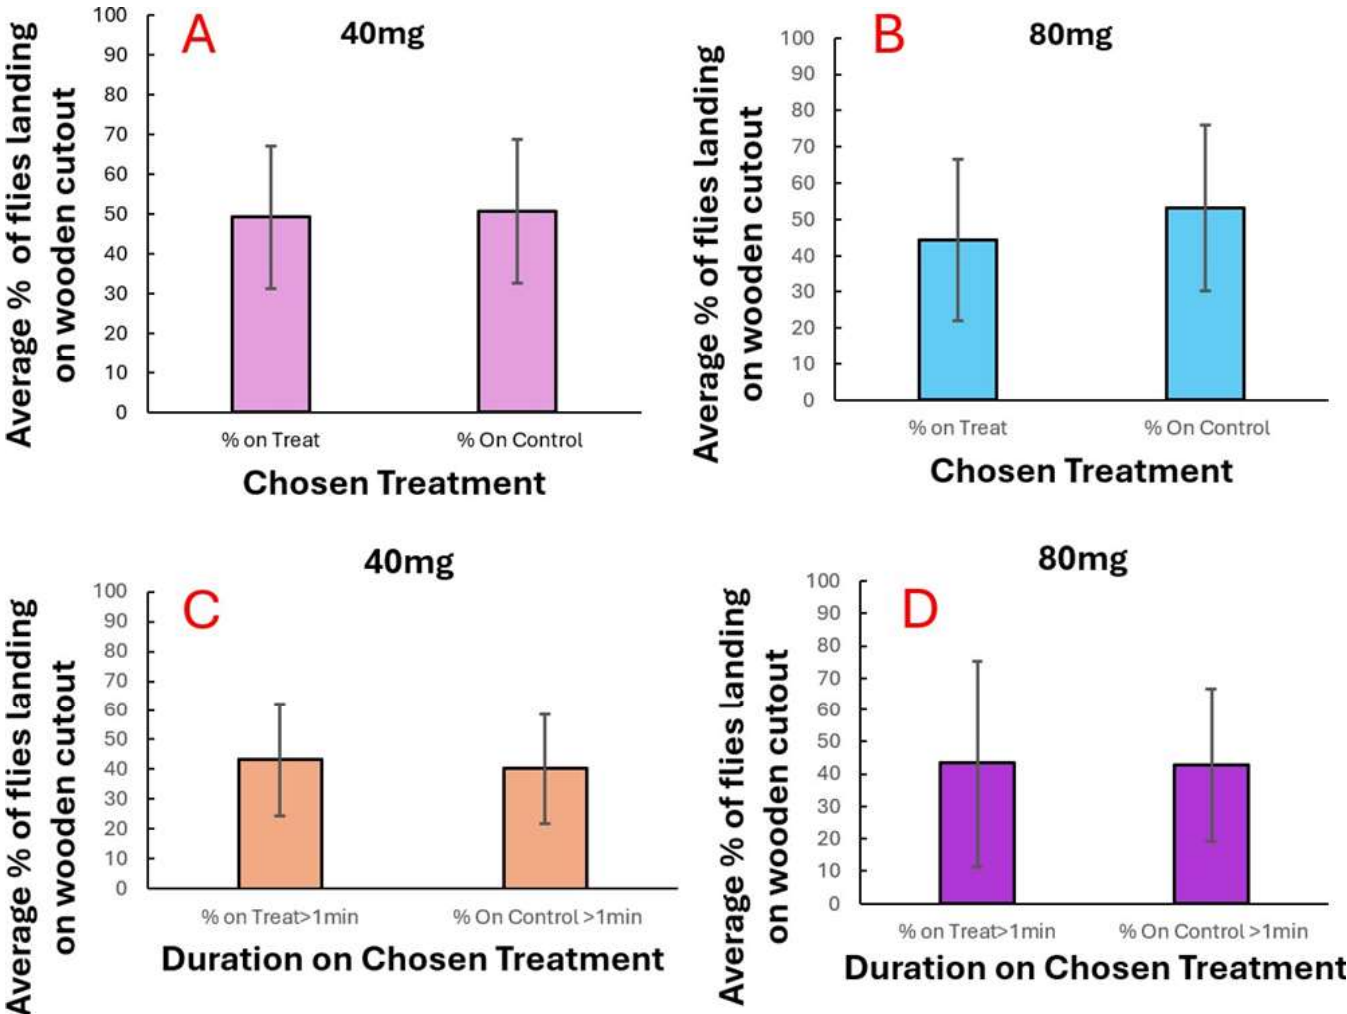 A
40mg
Average % of flies landing
on wooden cutout
100
90
80
70
60
50
40
30
20
10
0
% on Treat
% On Control
Chosen Treatment
B
80mg
Average % of flies landing
on wooden cutout
100
90
80
70
60
50
40
30
20
10
0
% on Treat
% On Control
Chosen Treatment
40mg
C
Average % of flies landing
on wooden cutout
100
90
80
70
60
50
40
30
20
10
0
% on Treat>1min
% On Control >1min
Duration on Chosen Treatment
80mg
D
Average % of flies landing
on wooden cutout
100
90
80
70
60
50
40
30
20
10
0
% on Treat>1min
% On Control >1min
Duration on Chosen Treatment